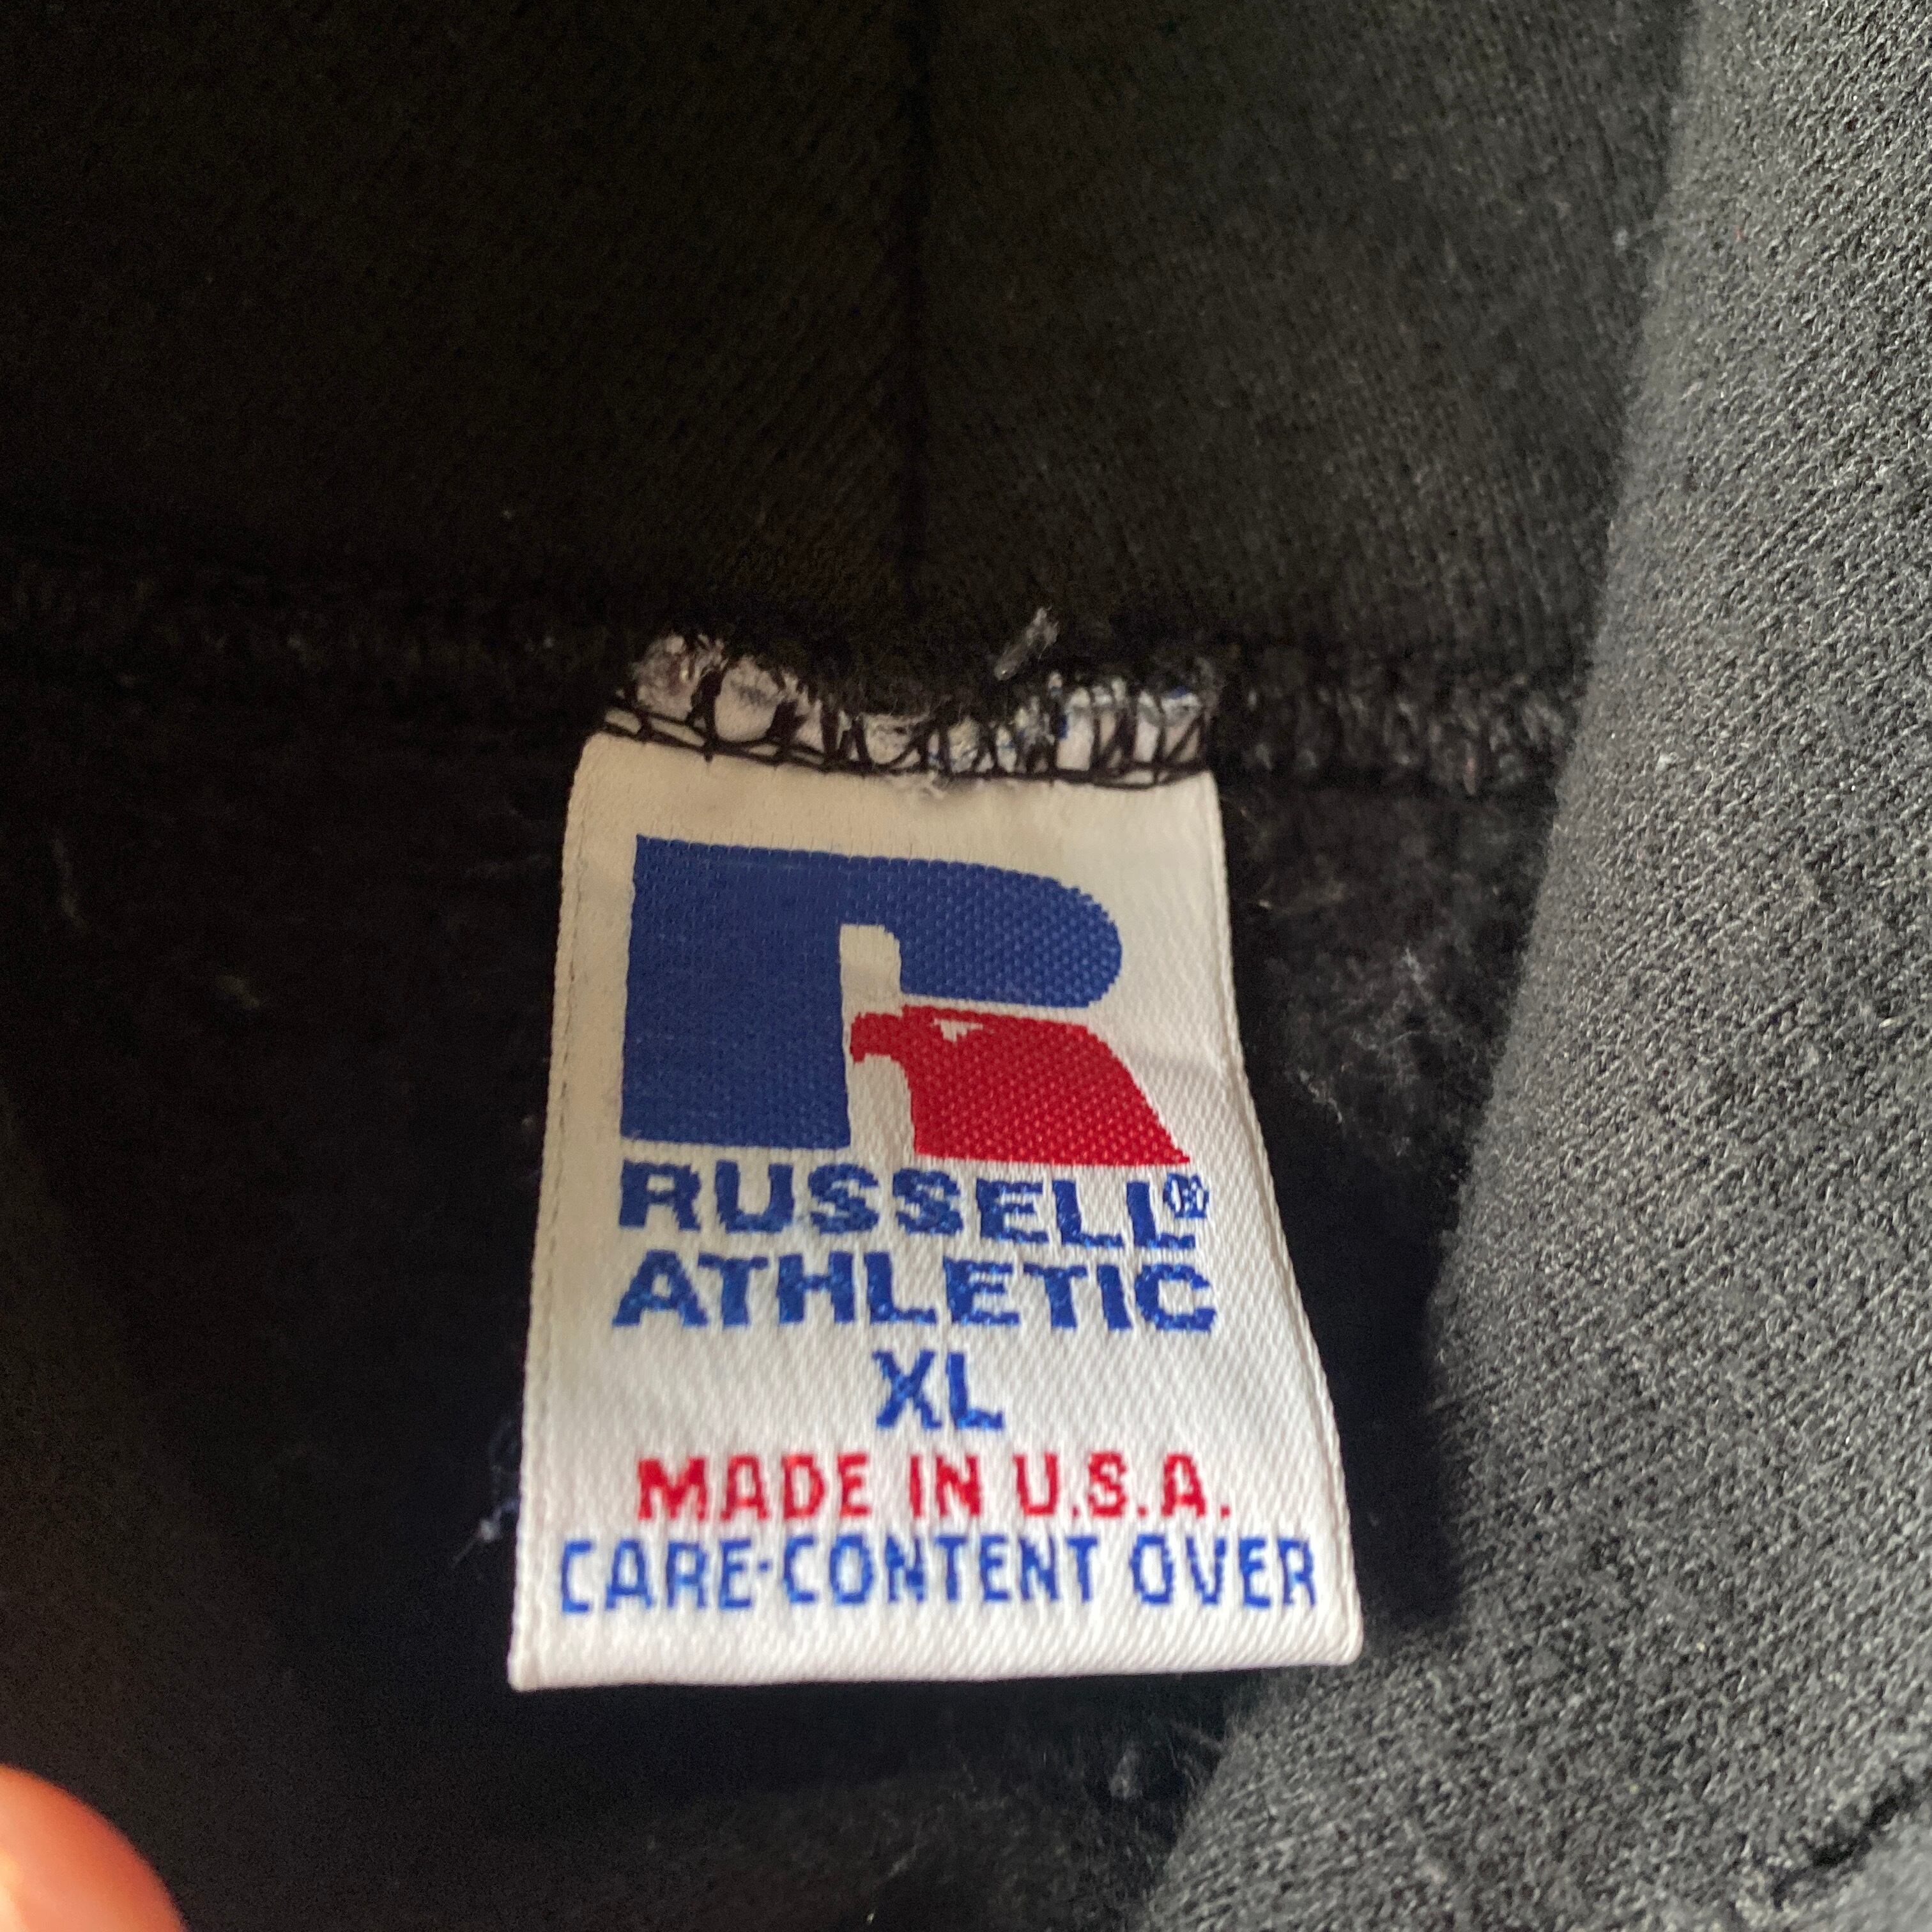 RUSSELL®
ATHLETIC
XL
MADE IN U.S.A.
CARE-CONTENT OVER